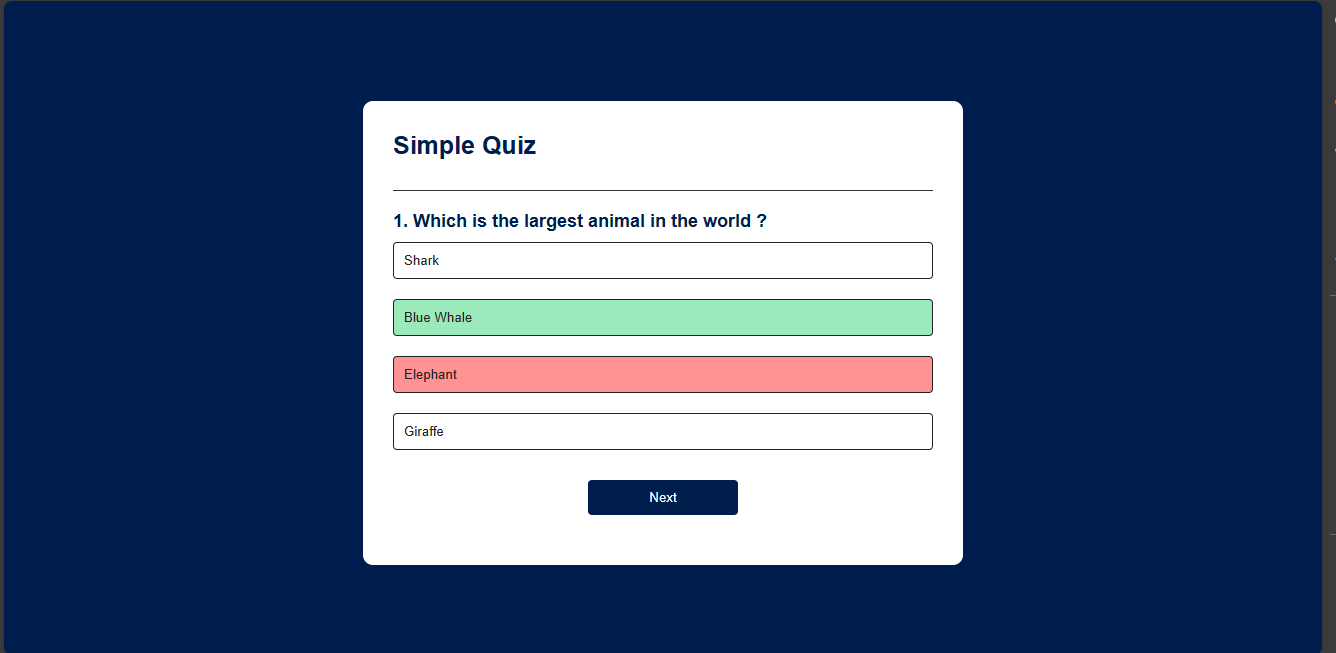 Simple Quiz
1. Which is the largest animal in the world ?
Shark
Blue Whale
Elephant
Giraffe
Next